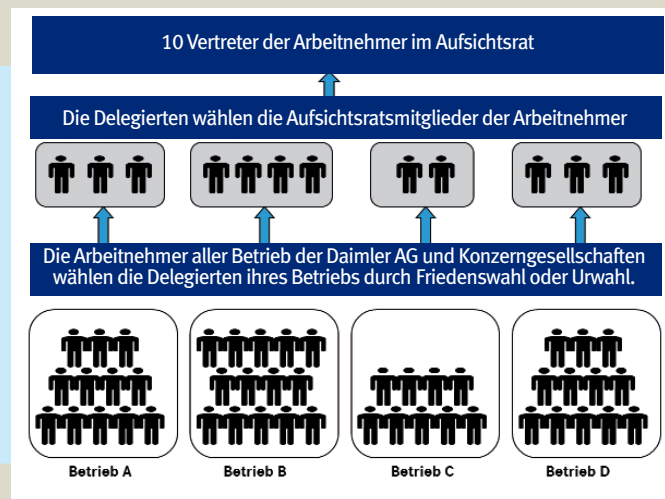 10 Vertreter der Arbeitnehmer im Aufsichtsrat
Die Delegierten wählen die Aufsichtsratsmitglieder der Arbeitnehmer
Die Arbeitnehmer aller Betrieb der Daimler AG und Konzerngesellschaften
wählen die Delegierten ihres Betriebs durch Friedenswahl oder Urwahl.
Betrieb A
Betrieb B
Betrieb C
Betrieb D